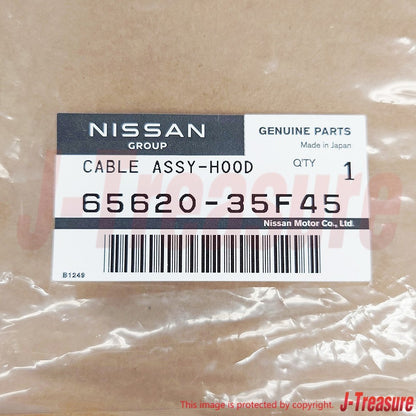 NISSAN
GROUP
GENUINE PARTS
Made in Japan
CABLE ASSY-HOOD
Q'TY 1
65620-35F45
Nissan Motor Co., Ltd.
B1249
J-Treasure
This image is protected by copyright.
J-Treasure